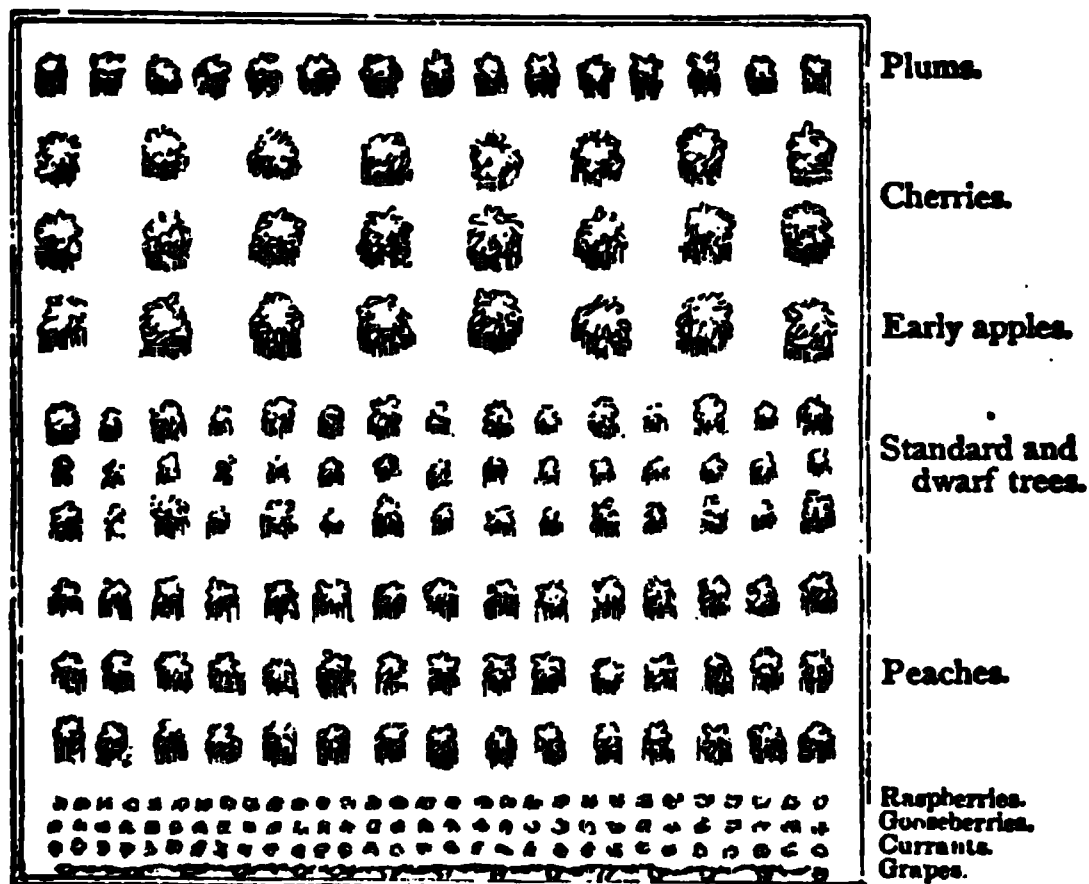 Plums.
Cherries.
Early apples.
Standard and
dwarf trees.
Peaches.
Raspberries.
Gooseberries.
Currants.
Grapes.